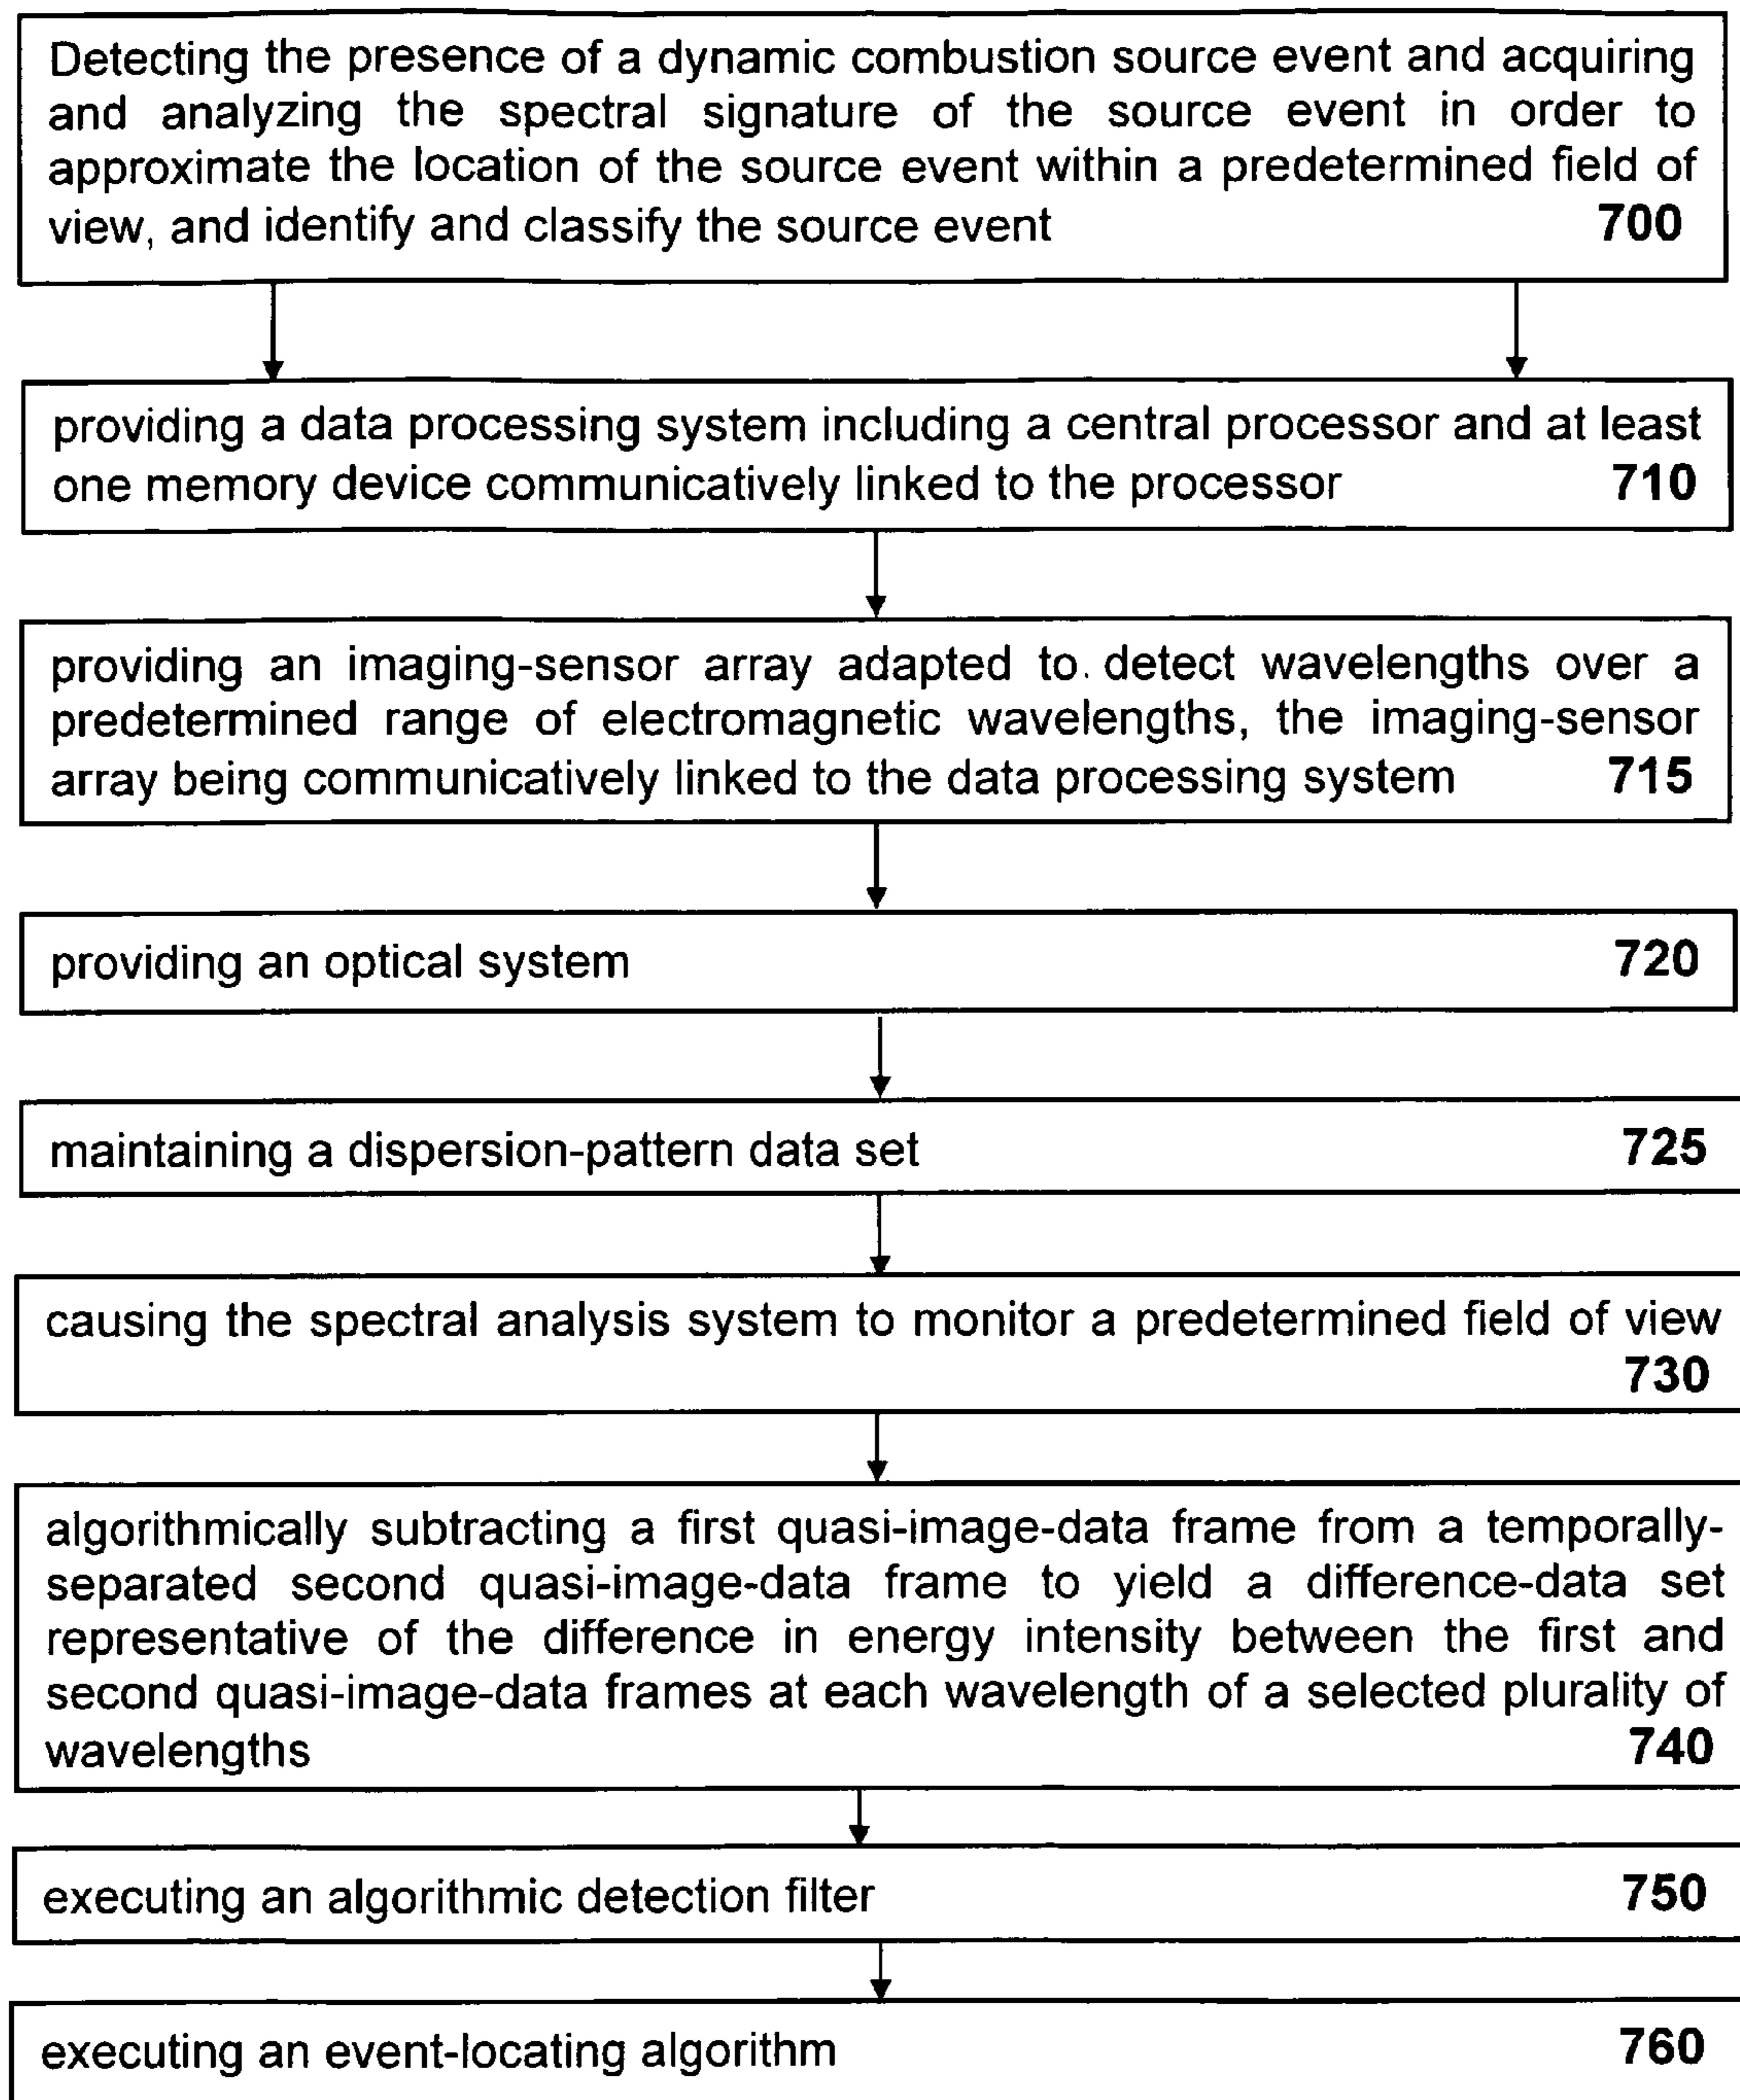 Detecting the presence of a dynamic combustion source event and acquiring
and analyzing the spectral signature of the source event in order to
approximate the location of the source event within a predetermined field of
view, and identify and classify the source event 700
providing a data processing system including a central processor and at least
one memory device communicatively linked to the processor 710
providing an imaging-sensor array adapted to. detect wavelengths over a
predetermined range of electromagnetic wavelengths, the imaging-sensor
array being communicatively linked to the data processing system 715
providing an optical system 720
maintaining a dispersion-pattern data set 725
causing the spectral analysis system to monitor a predetermined field of view
730
algorithmically subtracting a first quasi-image-data frame from a temporally-
separated second quasi-image-data frame to yield a difference-data set
representative of the difference in energy intensity between the first and
second quasi-image-data frames at each wavelength of a selected plurality of
wavelengths 740
executing an algorithmic detection filter 750
executing an event-locating algorithm 760